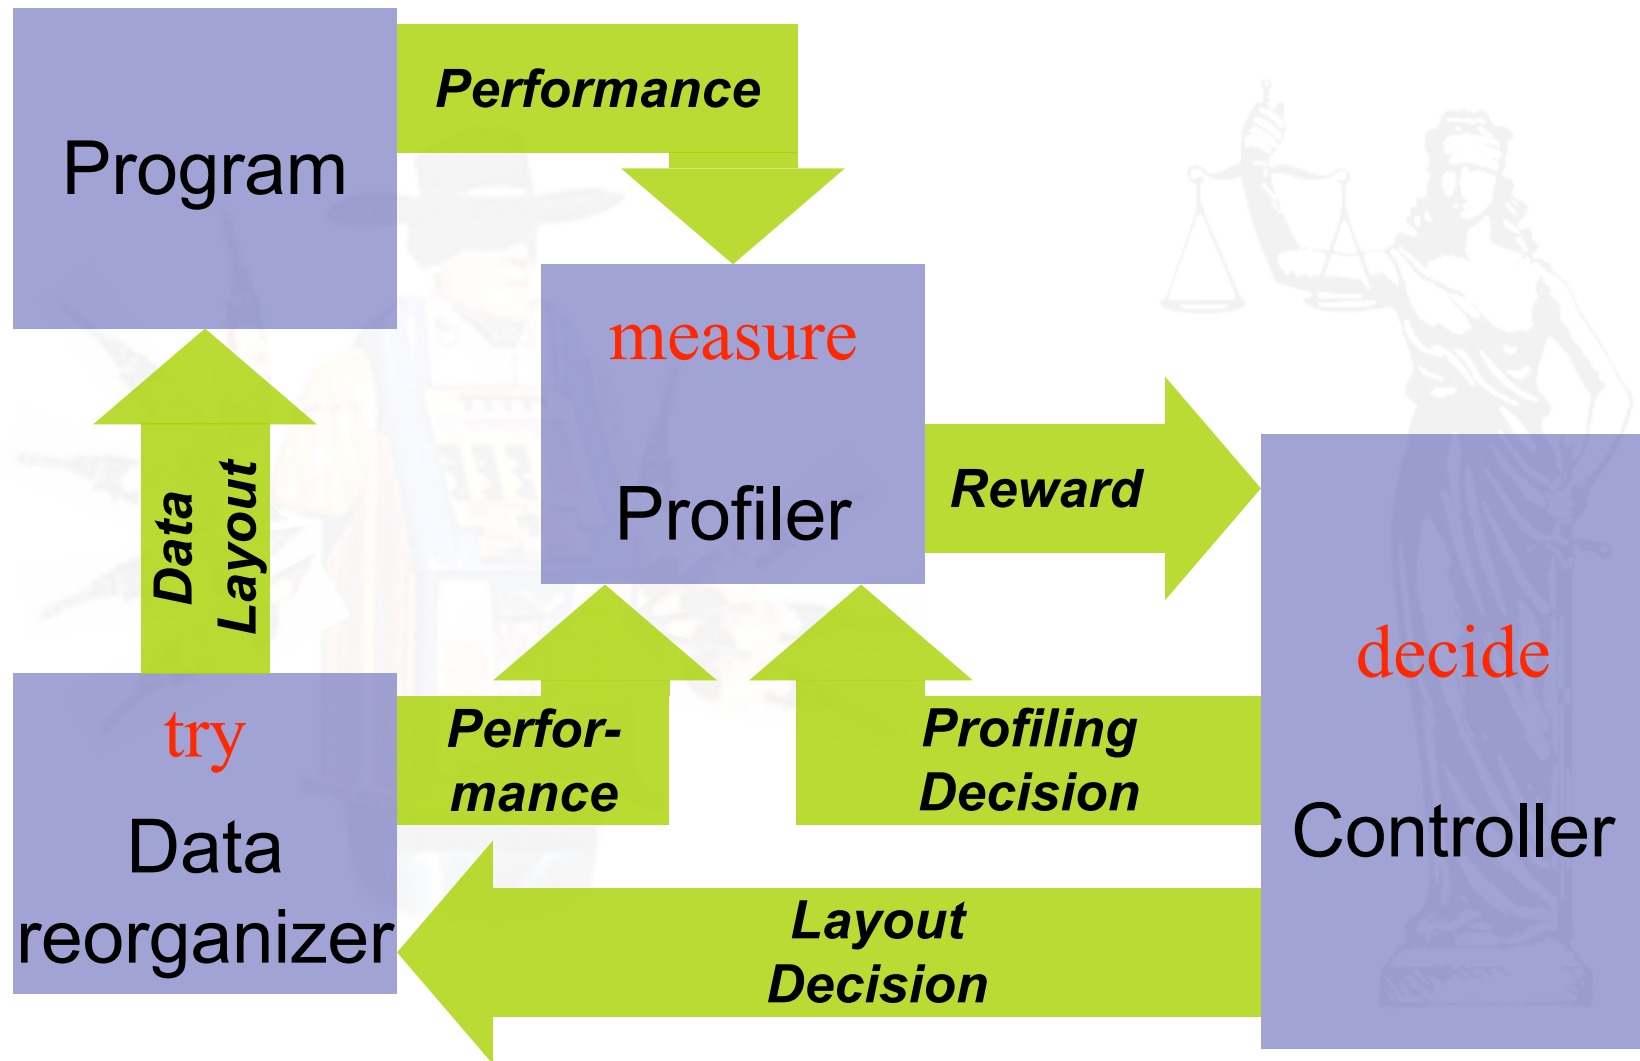 Performance
Program
measure
Profiler
Reward
Data
Layout
try
Data
reorganizer
Perfor-
mance
Profiling
Decision
decide
Controller
Layout
Decision